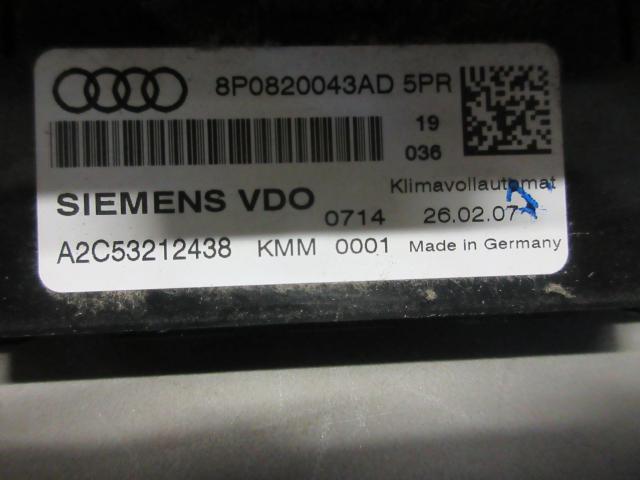 8P0820043AD 5PR
19
036
Klimavollautomat
SIEMENS VDO 0714 26.02.07
A2C53212438 KMM 0001 Made in Germany